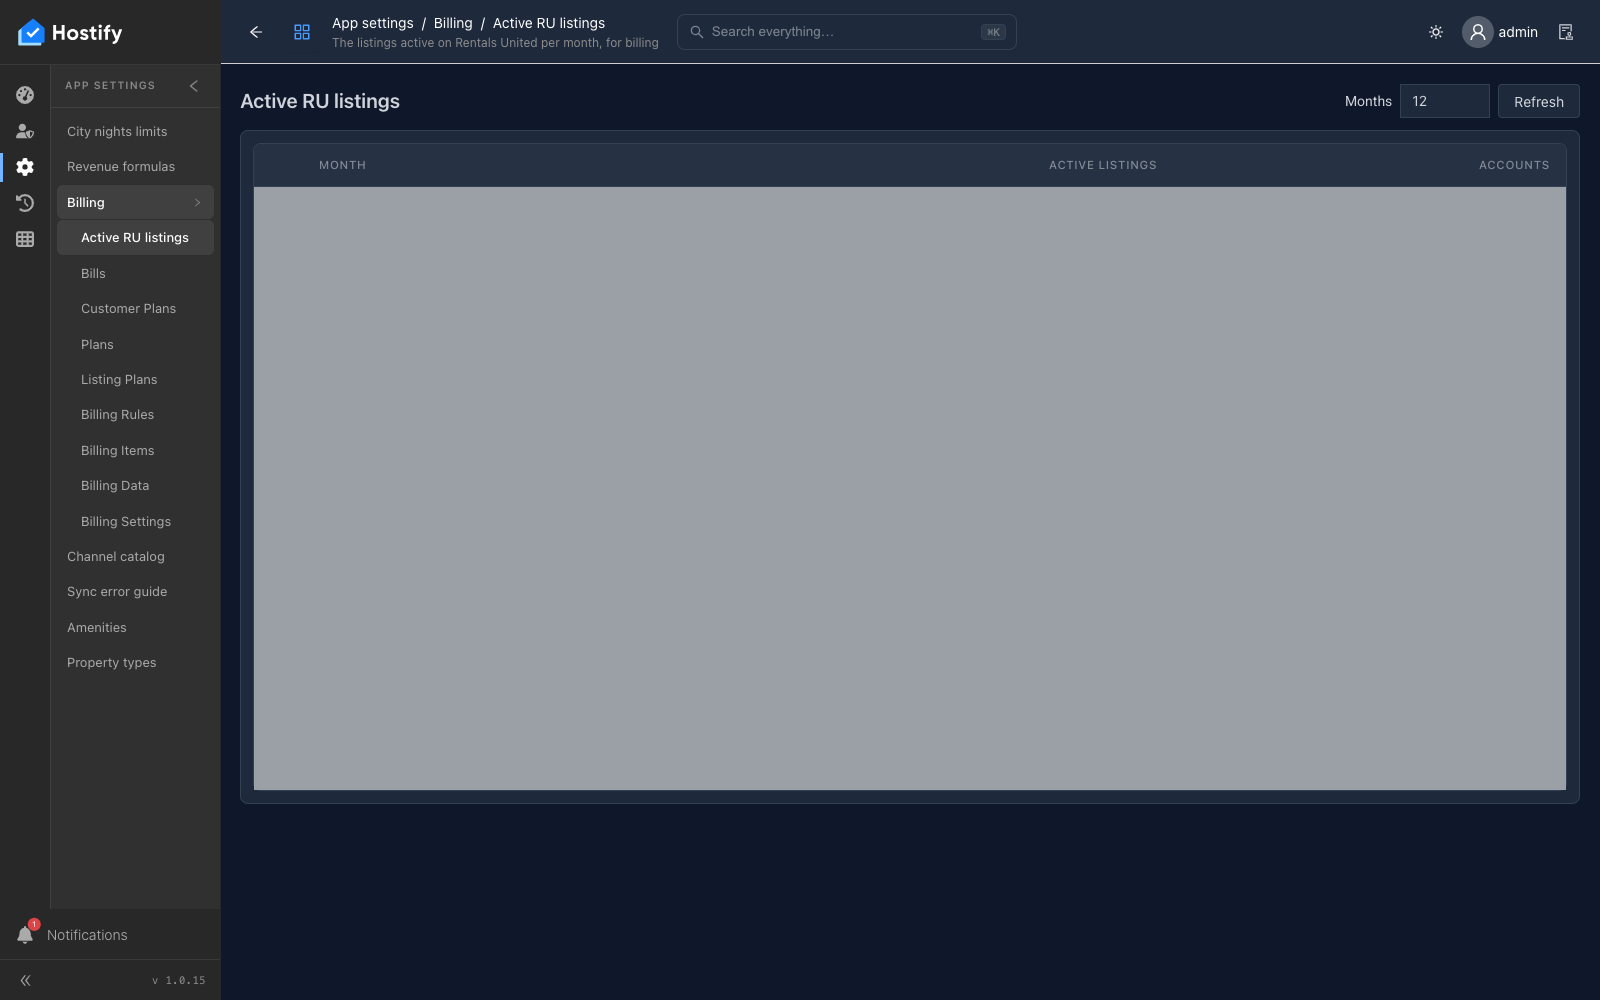 Hostify
App settings / Billing / Active RU listings
The listings active on Rentals United per month, for billing
Search everything...
⌘K
admin
APP SETTINGS
City nights limits
Revenue formulas
Billing
Active RU listings
Bills
Customer Plans
Plans
Listing Plans
Billing Rules
Billing Items
Billing Data
Billing Settings
Channel catalog
Sync error guide
Amenities
Property types
1
Notifications
v 1.0.15
Active RU listings
Months
12
Refresh
MONTH
ACTIVE LISTINGS
ACCOUNTS